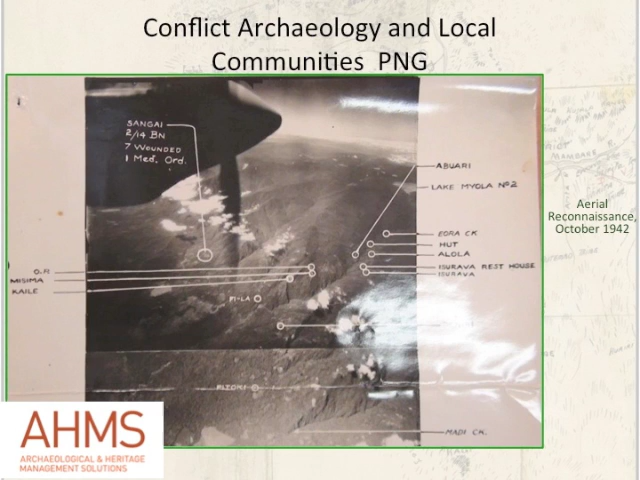 Conflict Archaeology and Local
Communities PNG
SANGAI
2/14 BN
7 WOUNDED
1 Med. Ord.
ABUARI
LAKE MYOLA Nº2
Aerial
Reconnaissance,
October 1942
EORA CK
HUT
ALOLA
ISURAVA REST HOUSE
ISURAVA
O.P.
MISIMA
KAILE
FI-LA
MADI CK.
AHMS
ARCHAEOLOGICAL & HERITAGE
MANAGEMENT SOLUTIONS